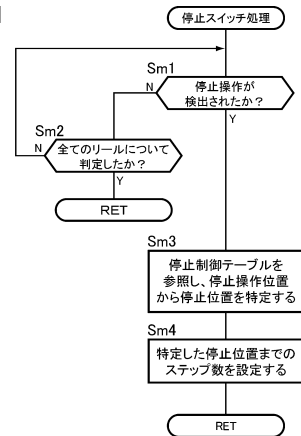 停止スイッチ処理
Sm1
停止操作が
検出されたか？
N
Y
Sm2
全てのリールについて
判定したか？
N
Y
RET
Sm3
停止制御テーブルを
参照し、停止操作位置
から停止位置を特定する
Sm4
特定した停止位置までの
ステップ数を設定する
RET